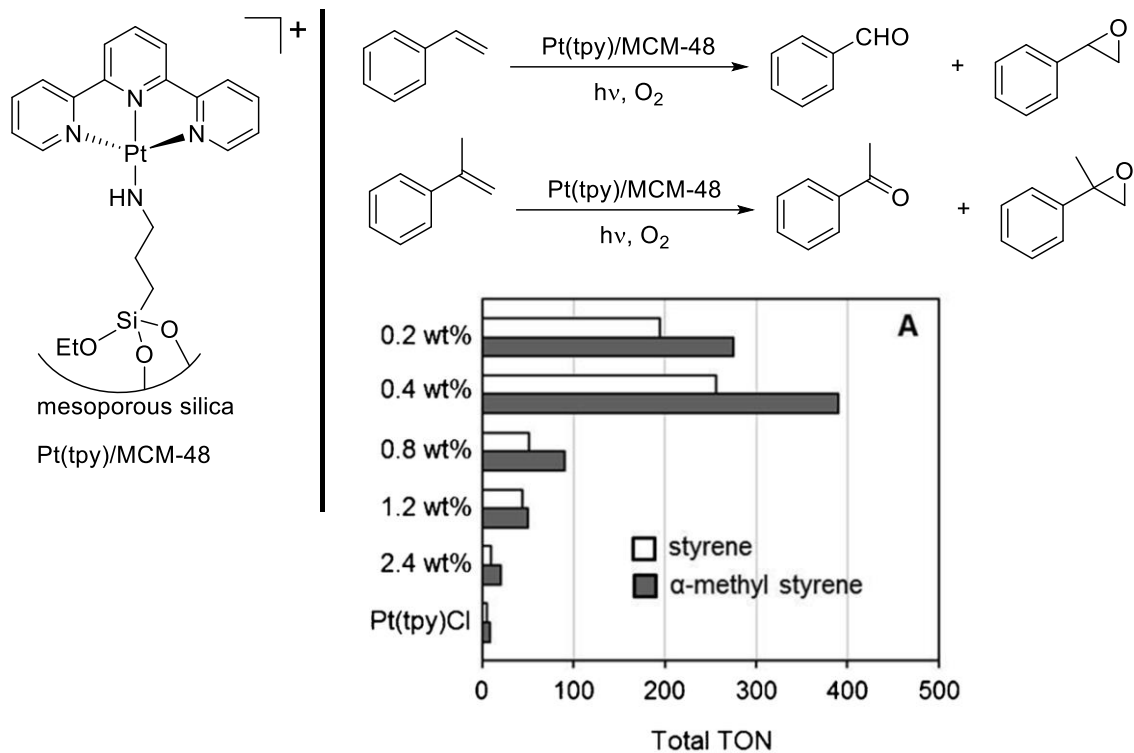 +
N
N
N
Pt
HN
Si
O
EtO
O
mesoporous silica
Pt(tpy)/MCM-48
Pt(tpy)/MCM-48
hν, O2
CHO
+
O
Pt(tpy)/MCM-48
hν, O2
O
+
O
A
0.2 wt%
0.4 wt%
0.8 wt%
1.2 wt%
2.4 wt%
Pt(tpy)Cl
styrene
α-methyl styrene
0 100 200 300 400 500
Total TON